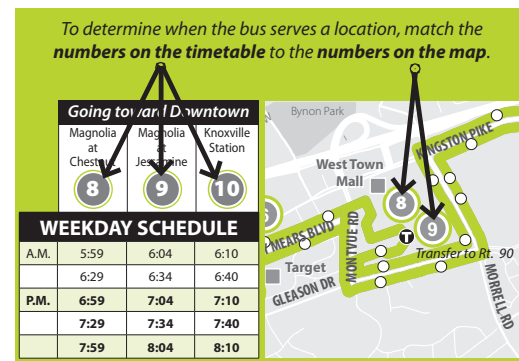 To determine when the bus serves a location, match the
numbers on the timetable to the numbers on the map.
Going toward Downtown
Magnolia at Chestnut
Magnolia at Jessamine
Knoxville Station
8 9 10
WEEKDAY SCHEDULE
A.M. 5:59 6:04 6:10
6:29 6:34 6:40
P.M. 6:59 7:04 7:10
7:29 7:34 7:40
7:59 8:04 8:10
Bynon Park
KINGSTON PIKE
West Town
Mall
8
9
T
Transfer to Rt. 90
MEARS BLVD
MONTVUE RD
Target
GLEASON DR
MORRELL RD